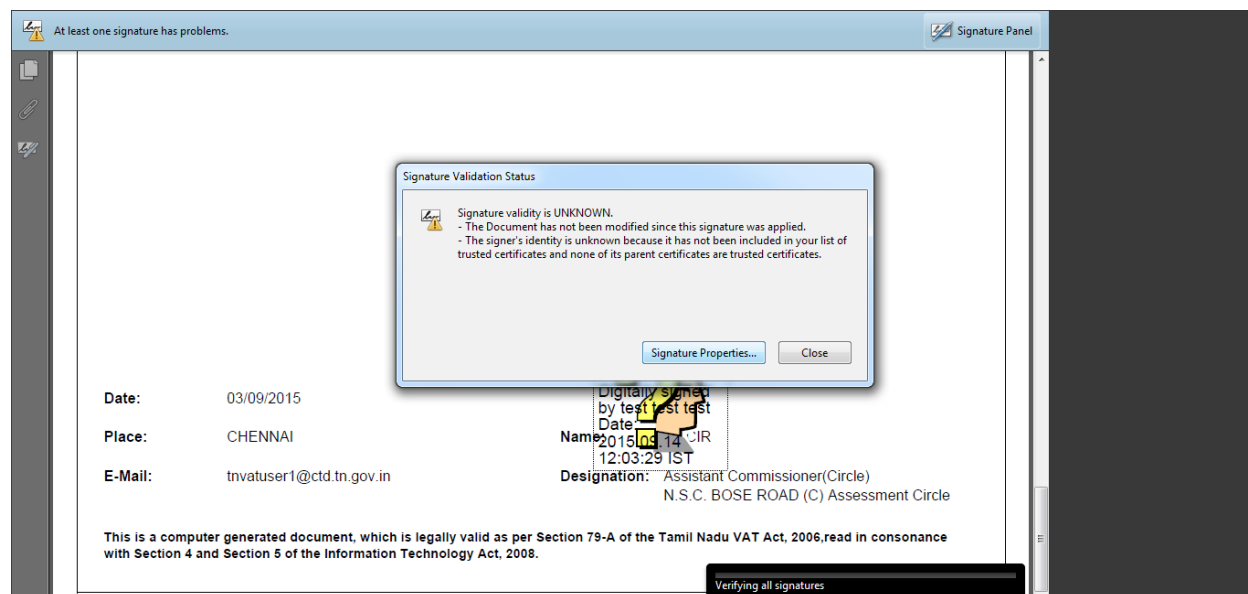 At least one signature has problems.
Signature Panel
Signature Validation Status
Signature validity is UNKNOWN.
- The Document has not been modified since this signature was applied.
- The signer's identity is unknown because it has not been included in your list of
trusted certificates and none of its parent certificates are trusted certificates.
Signature Properties...
Close
Digitally signed
by test test test
Date:
2015.09.14
12:03:29 IST
Date: 03/09/2015
Place: CHENNAI
Name: CIR
E-Mail: tnvatuser1@ctd.tn.gov.in
Designation: Assistant Commissioner(Circle)
N.S.C. BOSE ROAD (C) Assessment Circle
This is a computer generated document, which is legally valid as per Section 79-A of the Tamil Nadu VAT Act, 2006,read in consonance
with Section 4 and Section 5 of the Information Technology Act, 2008.
Verifying all signatures